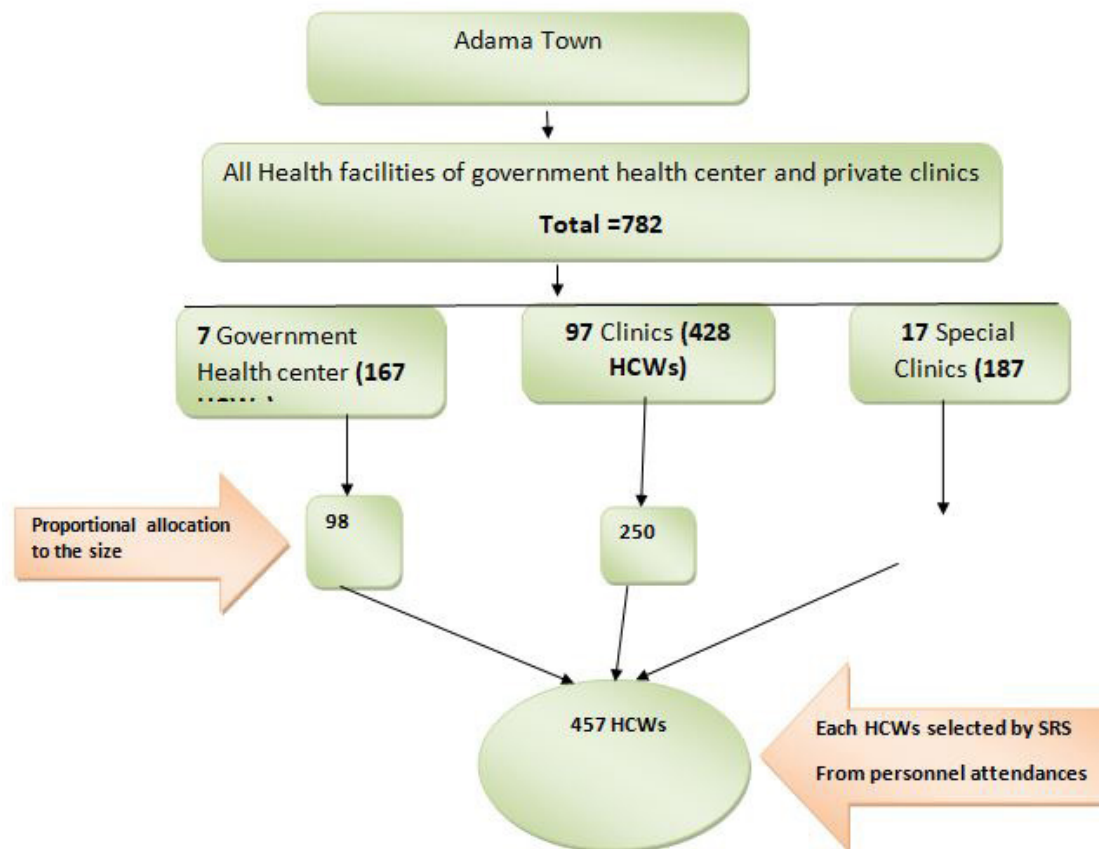 Adama Town
All Health facilities of government health center and private clinics
Total =782
7 Government
Health center (167
97 Clinics (428
HCWs)
17 Special
Clinics (187
Proportional allocation
to the size
98
250
457 HCWs
Each HCWs selected by SRS
From personnel attendances